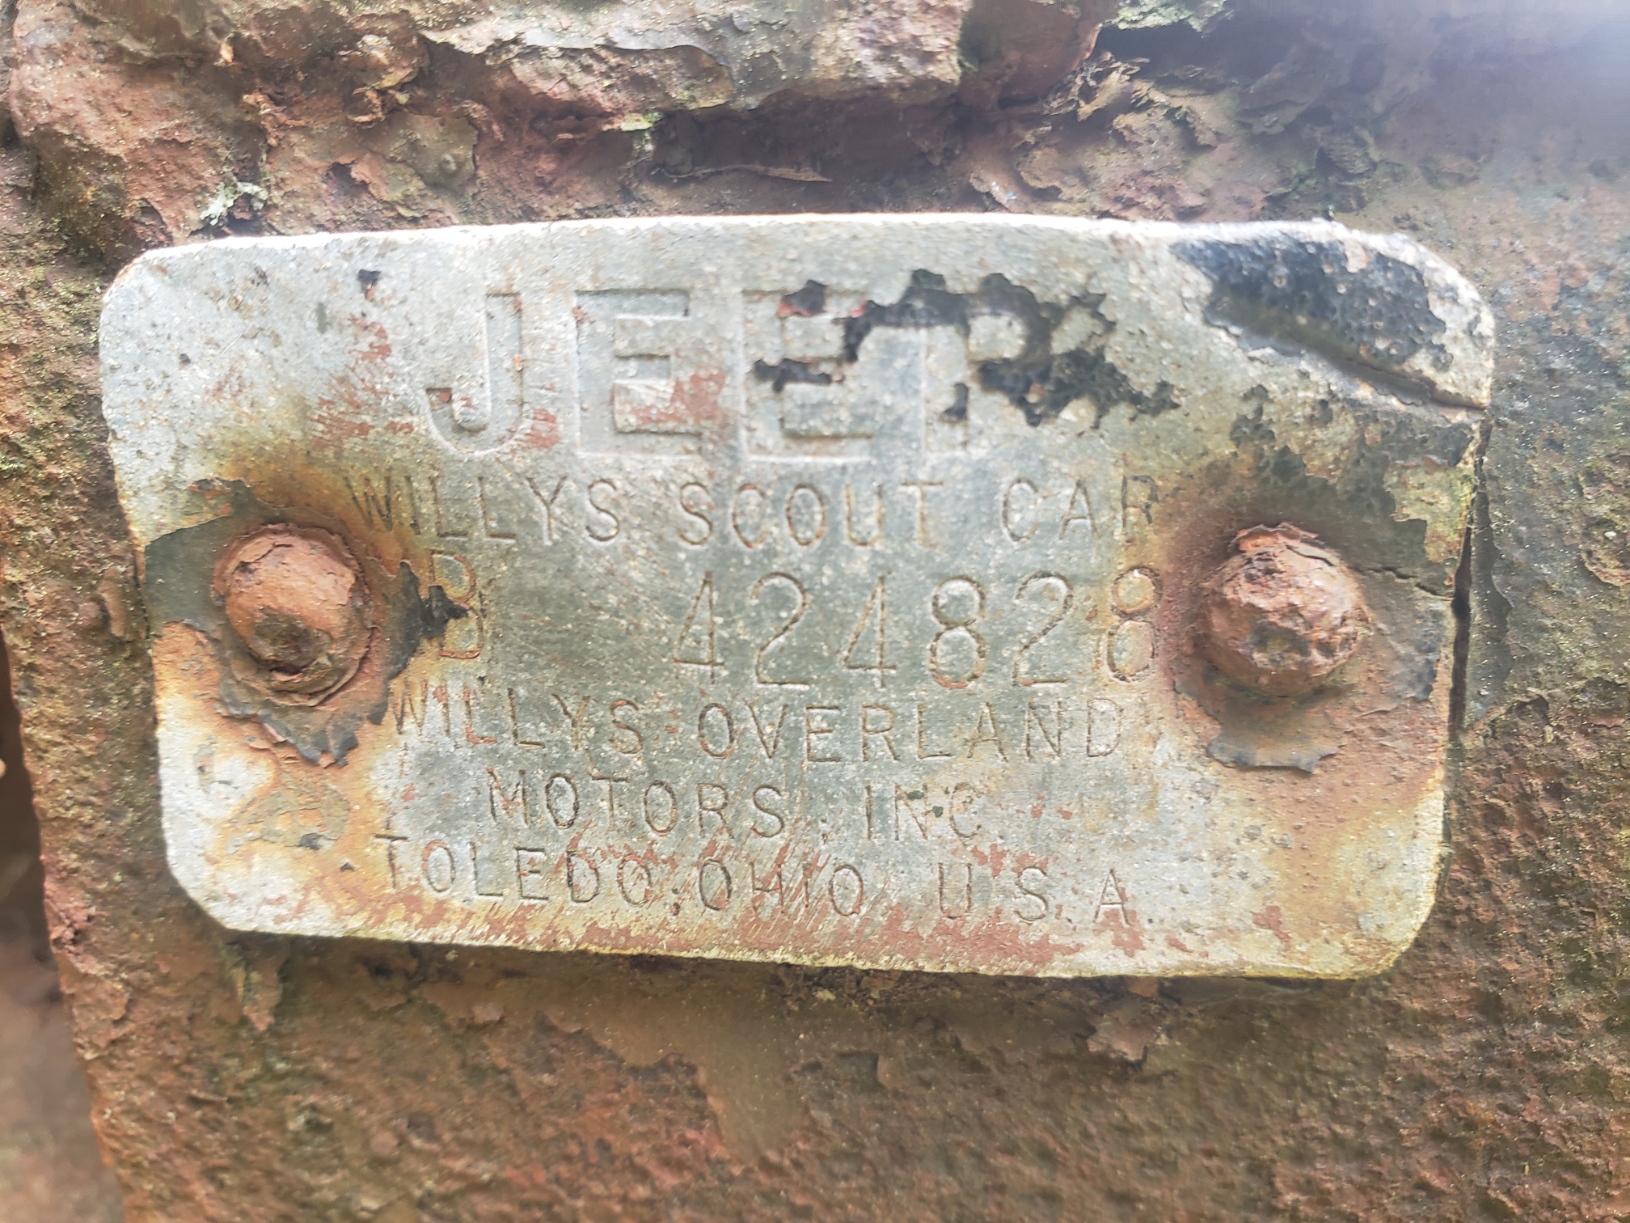 JEEP
WILLYS SCOUT CAR
B 424828
WILLYS OVERLAND
MOTORS, INC.
TOLEDO, OHIO U.S.A